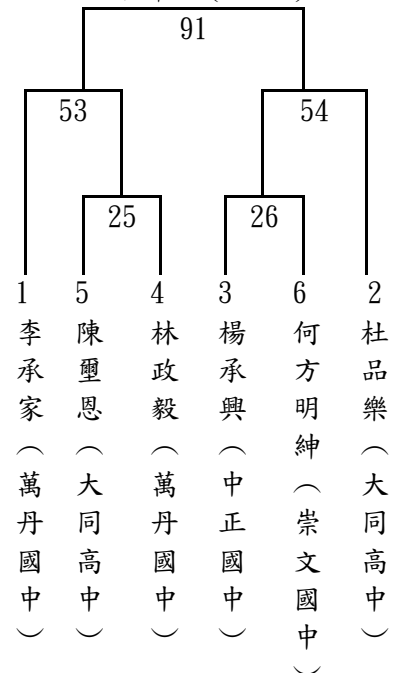 91
53
54
25
26
1
5
4
3
6
2
李承家（萬丹國中）
陳璽恩（大同高中）
林政毅（萬丹國中）
楊承興（中正國中）
何方明紳（崇文國中）
杜品樂（大同高中）